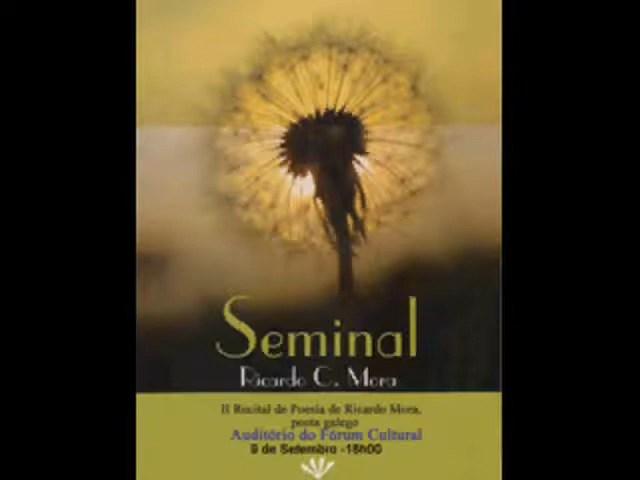 Seminal
Ricardo C. Mora
II Recital de Poesia de Ricardo Mora,
poeta galego
Auditório do Fórum Cultural
9 de Setembro -16h00